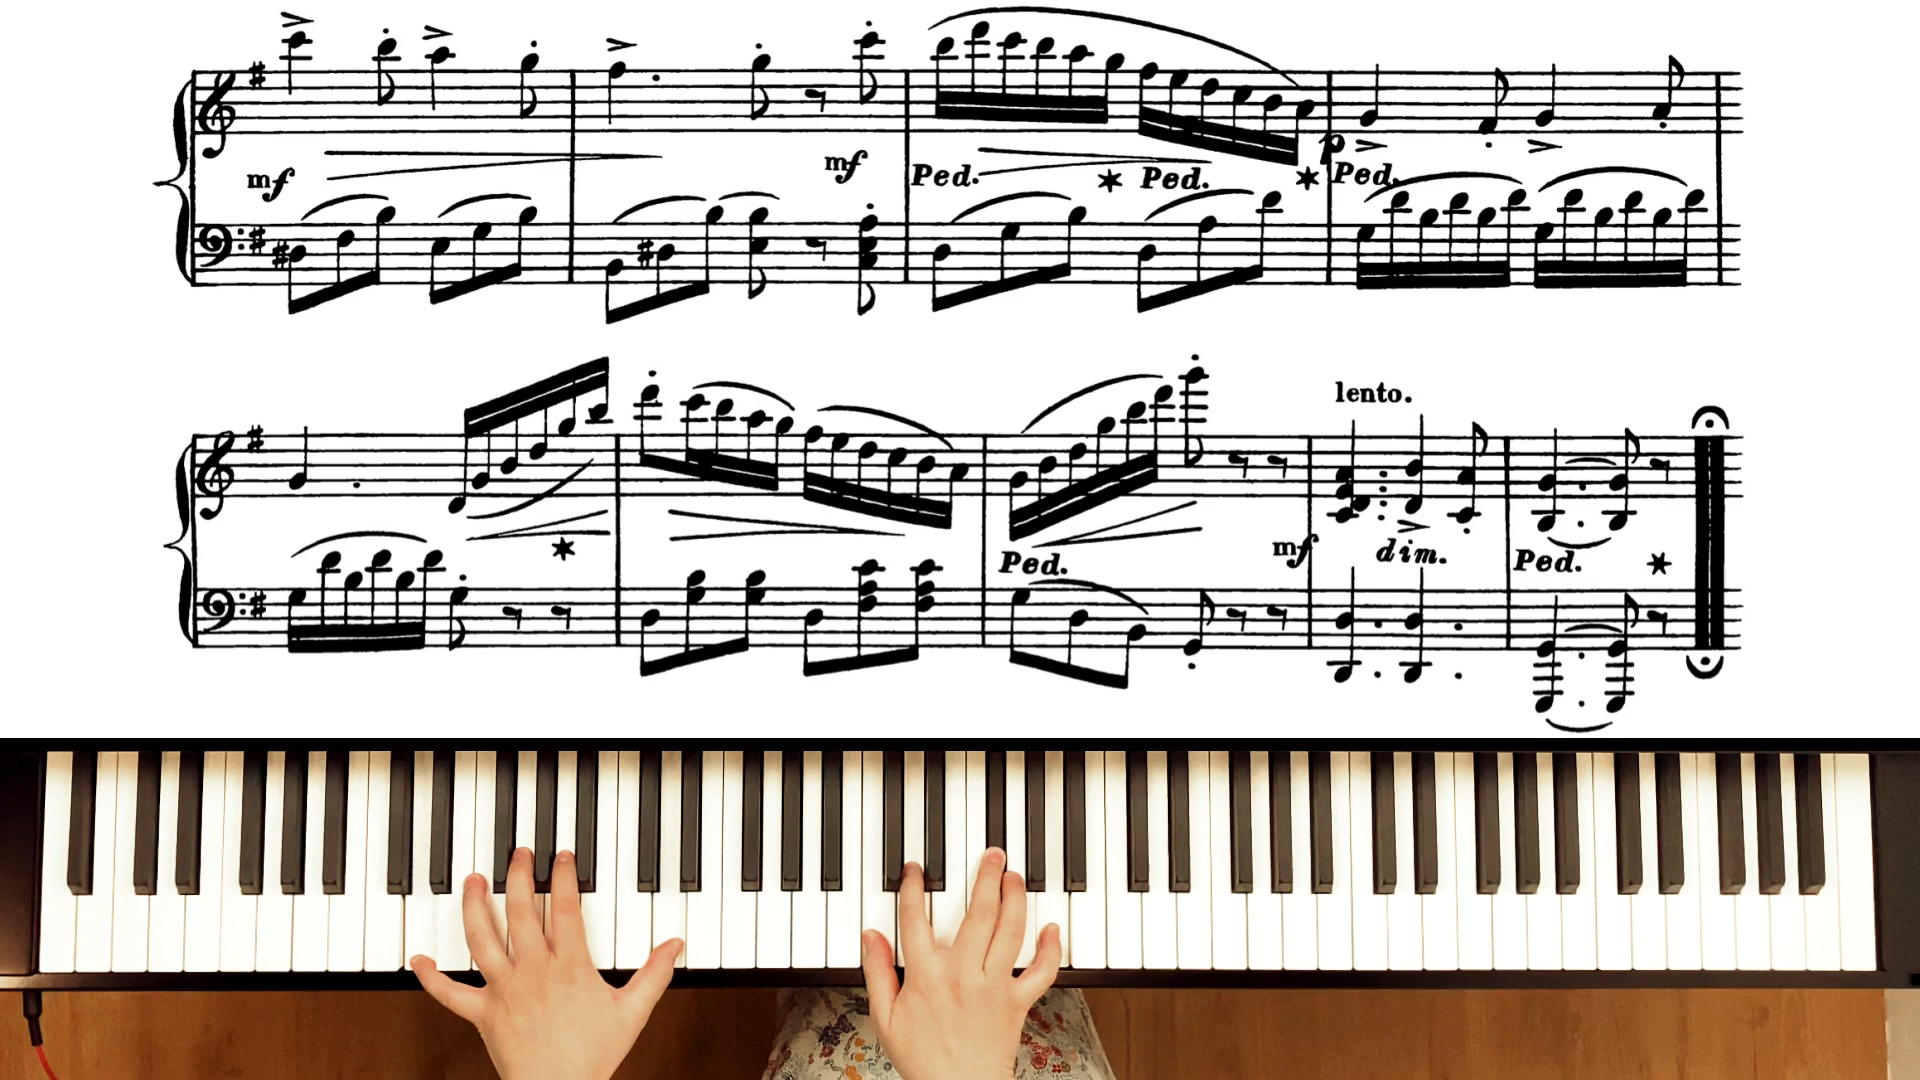 mf mf Ped. * Ped. * p Ped.
lento.
* Ped. mf dim. Ped. *